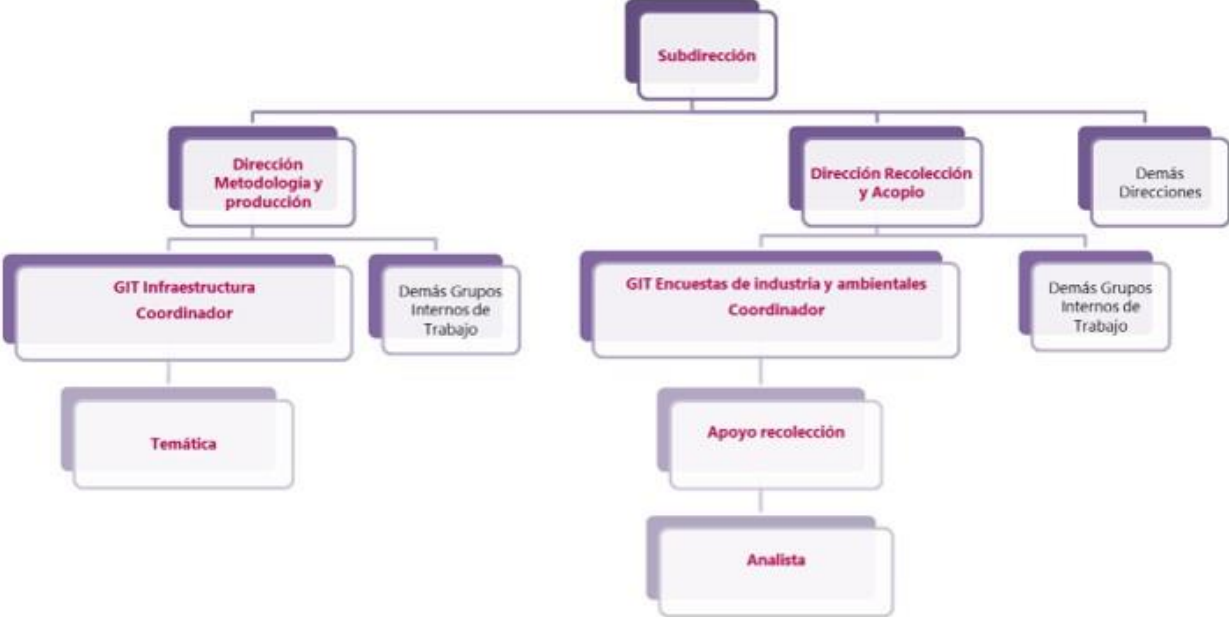 Subdirección
Dirección
Metodología y
producción
Dirección Recolección
y Acopio
Demás
Direcciones
GIT Infraestructura
Coordinador
Demás Grupos
Internos de
Trabajo
GIT Encuestas de industria y ambientales
Coordinador
Demás Grupos
Internos de
Trabajo
Temática
Apoyo recolección
Analista